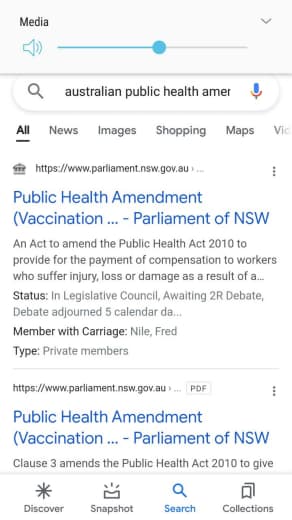 Media
australian public health amer
All News Images Shopping Maps Vic
https://www.parliament.nsw.gov.au › ...
Public Health Amendment
(Vaccination ... - Parliament of NSW
An Act to amend the Public Health Act 2010 to
provide for the payment of compensation to workers
who suffer injury, loss or damage as a result of a...
Status: In Legislative Council, Awaiting 2R Debate,
Debate adjourned 5 calendar da...
Member with Carriage: Nile, Fred
Type: Private members
https://www.parliament.nsw.gov.au › ... PDF
Public Health Amendment
(Vaccination ... - Parliament of NSW
Clause 3 amends the Public Health Act 2010 to give
Discover Snapshot Search Collections